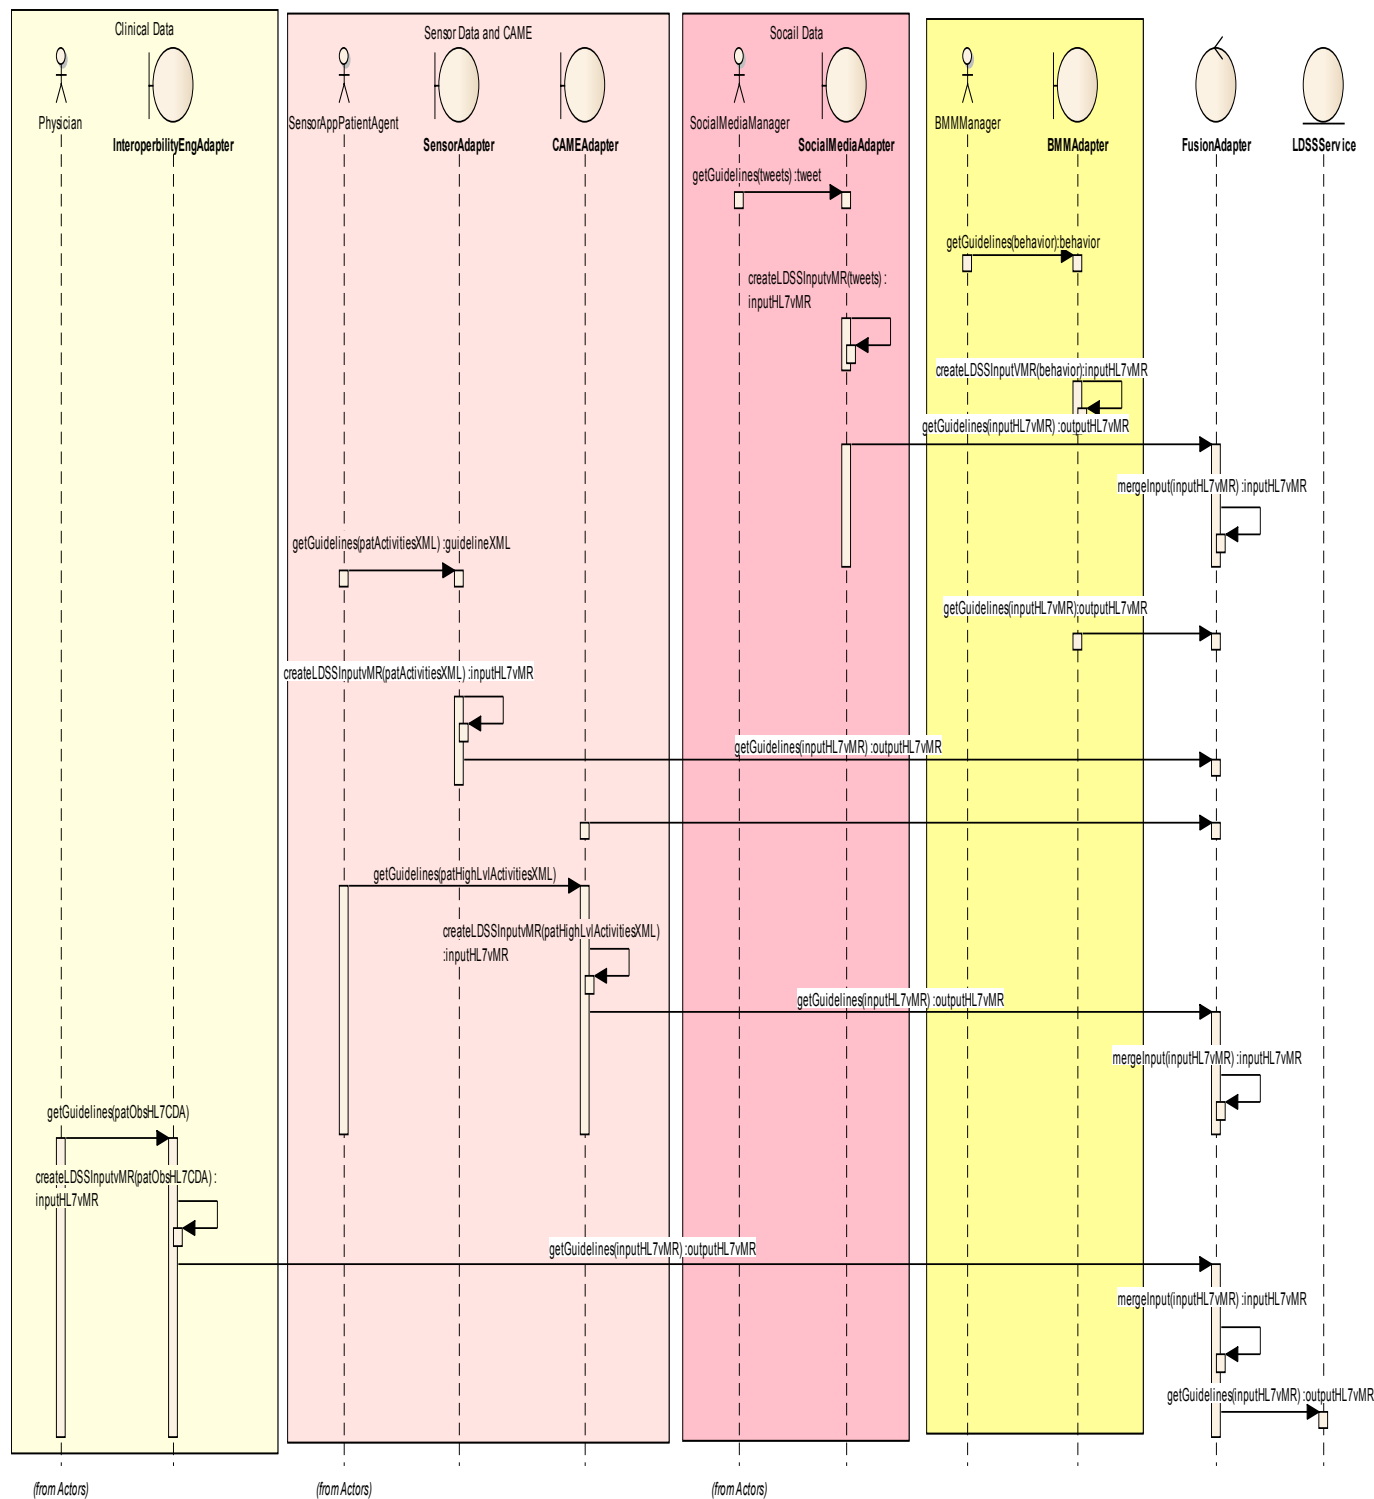 Clinical Data
Sensor Data and CAME
Socail Data
Physician
SensorAppPatientAgent
SocialMediaManager
BMMManager
InteroperbilityEngAdapter
SensorAdapter
CAMEAdapter
SocialMediaAdapter
BMMAdapter
FusionAdapter
LDSSService
getGuidelines(tweets) :tweet
getGuidelines(behavior):behavior
createLDSSInputvMR(tweets) :
inputHL7vMR
createLDSSInputVMR(behavior):inputHL7vMR
getGuidelines(inputHL7vMR) :outputHL7vMR
mergeInput(inputHL7vMR) :inputHL7vMR
getGuidelines(patActivitiesXML) :guidelineXML
getGuidelines(inputHL7vMR):outputHL7vMR
createLDSSInputvMR(patActivitiesXML) :inputHL7vMR
getGuidelines(inputHL7vMR) :outputHL7vMR
getGuidelines(patHighLvlActivitiesXML)
createLDSSInputvMR(patHighLvlActivitiesXML)
:inputHL7vMR
getGuidelines(inputHL7vMR) :outputHL7vMR
mergeInput(inputHL7vMR) :inputHL7vMR
getGuidelines(patObsHL7CDA)
createLDSSInputvMR(patObsHL7CDA) :
inputHL7vMR
getGuidelines(inputHL7vMR) :outputHL7vMR
mergeInput(inputHL7vMR) :inputHL7vMR
getGuidelines(inputHL7vMR) :outputHL7vMR
(from Actors)
(from Actors)
(from Actors)